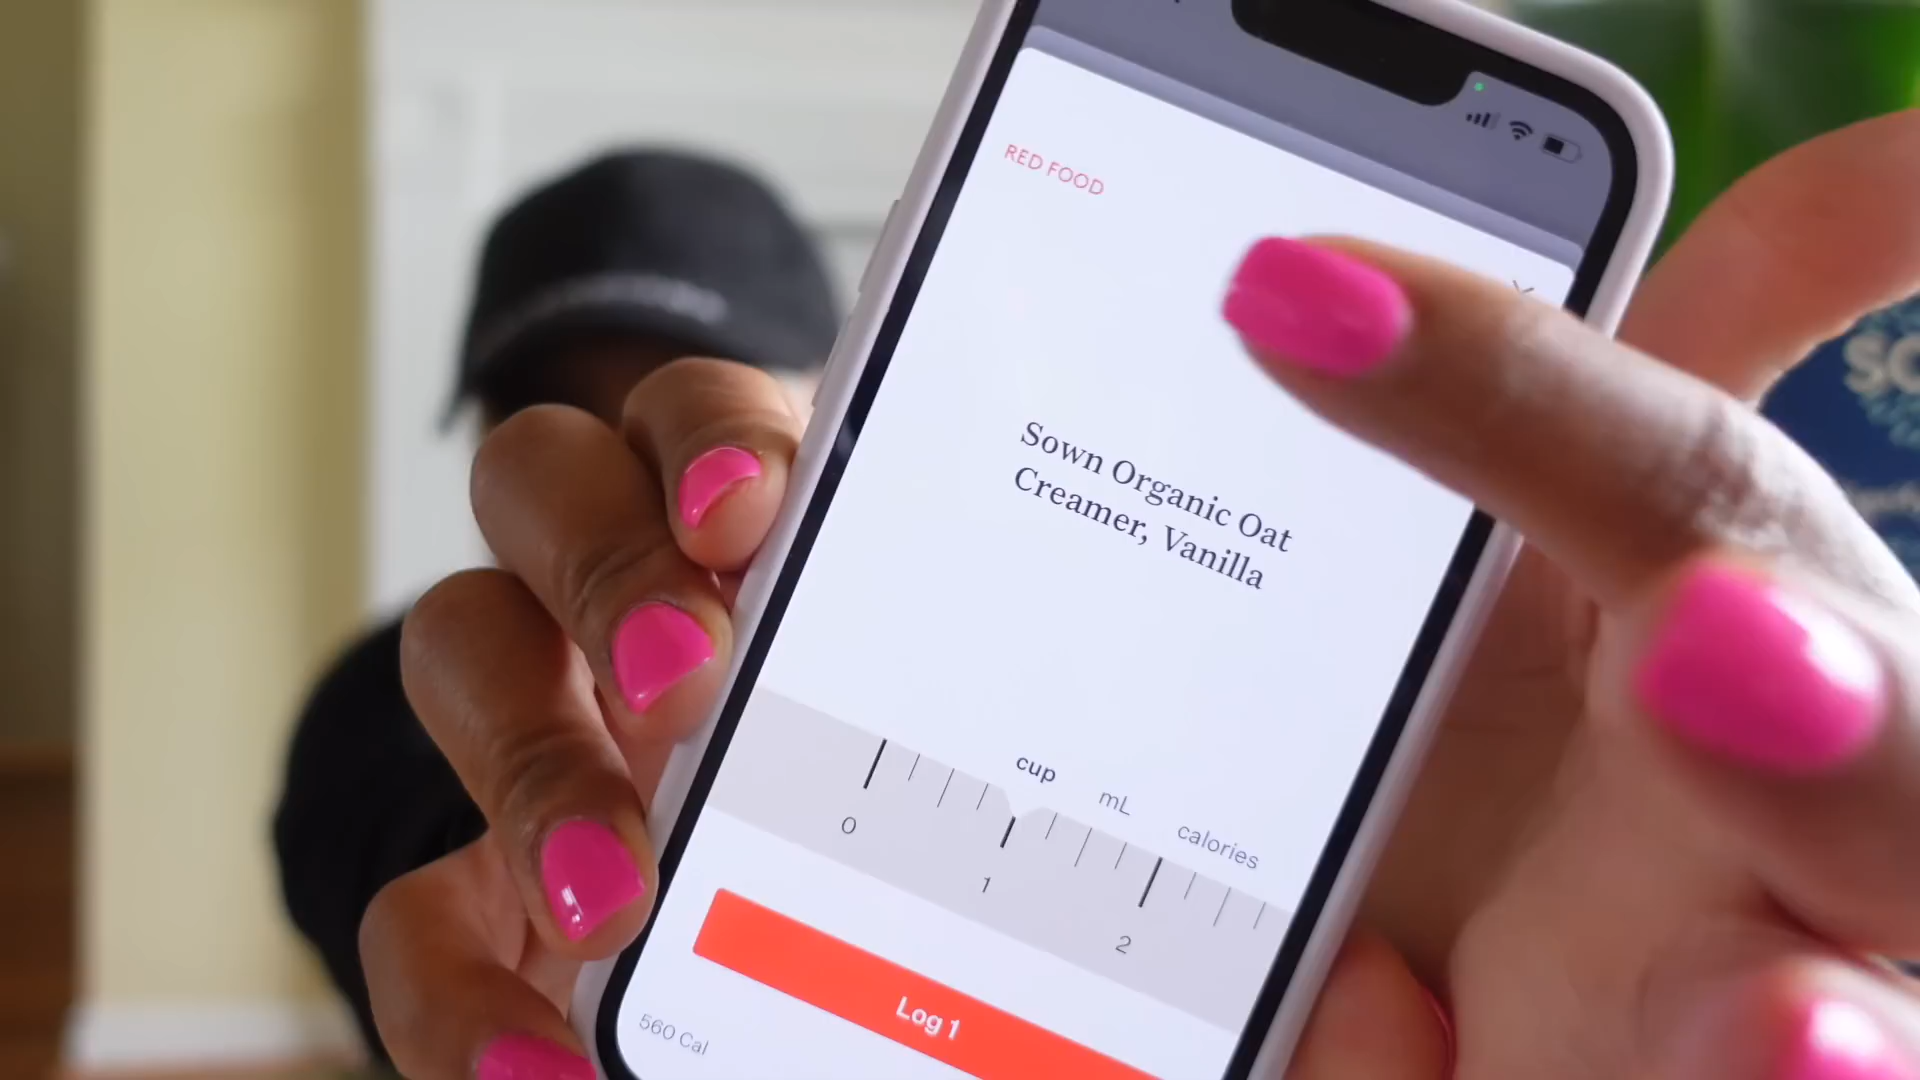 RED FOOD
Sown Organic Oat
Creamer, Vanilla
cup mL calories
0 1 2
Log 1
560 Cal